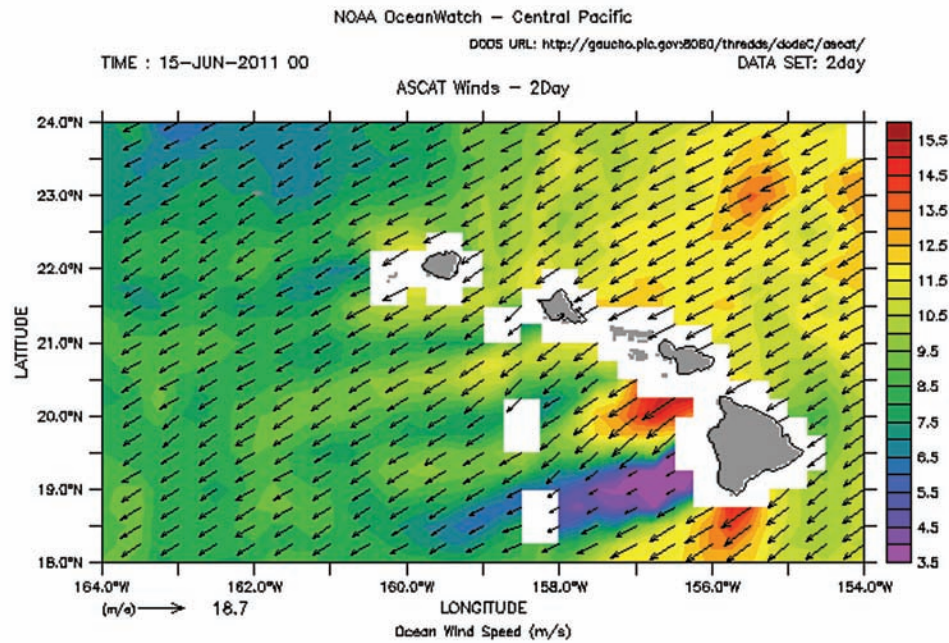 NOAA OceanWatch – Central Pacific
DODS URL: http://gaucho.plc.gov:8080/thredds/dodsC/ascat/
TIME : 15-JUN-2011 00
DATA SET: 2day
ASCAT Winds – 2Day
24.0°N
23.0°N
22.0°N
21.0°N
20.0°N
19.0°N
18.0°N
LATITUDE
15.5
13.5
12.5
11.5
10.5
9.5
8.5
7.5
6.5
5.5
4.5
3.5
164.0°W
162.0°W
160.0°W
158.0°W
156.0°W
154.0°W
(m/s)
18.7
LONGITUDE
Ocean Wind Speed (m/s)